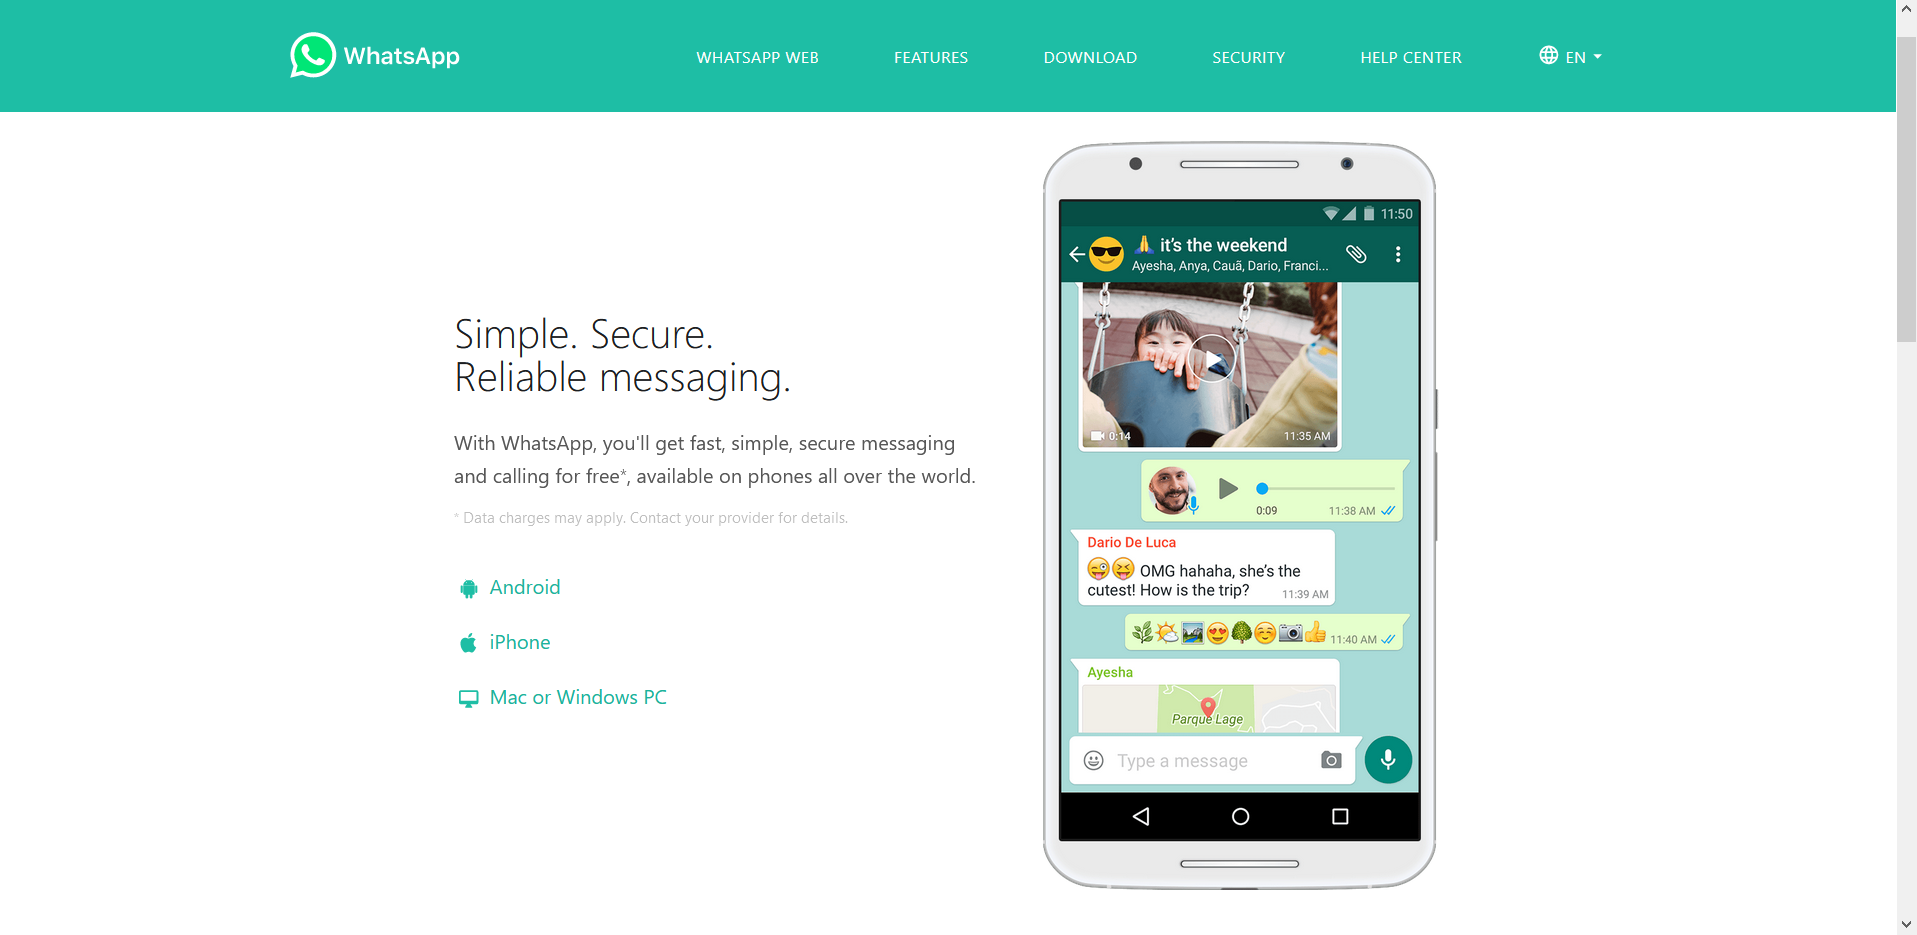 WhatsApp
WHATSAPP WEB
FEATURES
DOWNLOAD
SECURITY
HELP CENTER
EN
Simple. Secure.
Reliable messaging.
With WhatsApp, you'll get fast, simple, secure messaging
and calling for free*, available on phones all over the world.
* Data charges may apply. Contact your provider for details.
Android
iPhone
Mac or Windows PC
11:50
🙏 it's the weekend
Ayesha, Anya, Cauã, Dario, Franci...
0:14
11:35 AM
0:09
11:38 AM
Dario De Luca
😜😝 OMG hahaha, she's the
cutest! How is the trip?
11:39 AM
11:40 AM
Ayesha
Parque Lage
Type a message